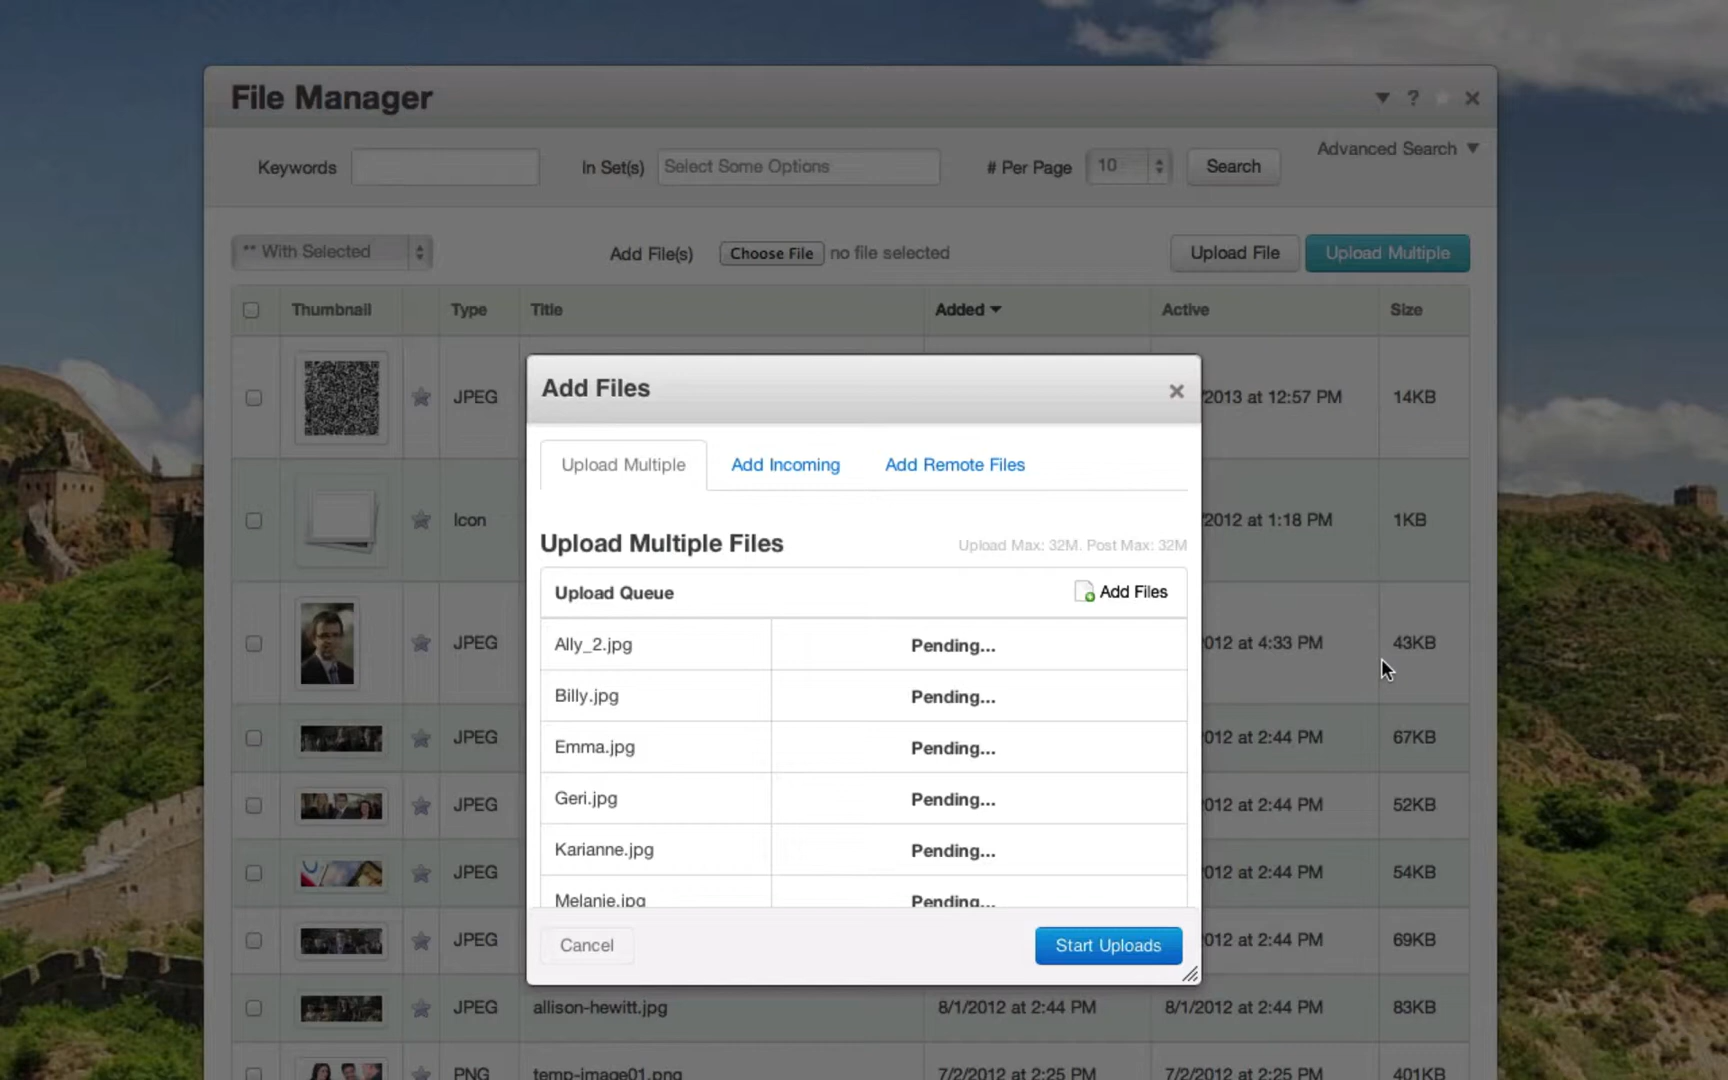 File Manager
?
Keywords
In Set(s) Select Some Options
# Per Page 10
Search
Advanced Search
** With Selected
Add File(s) Choose File no file selected
Upload File
Upload Multiple
Thumbnail Type Title Added Active Size
JPEG 2013 at 12:57 PM 14KB
Icon 2012 at 1:18 PM 1KB
JPEG 012 at 4:33 PM 43KB
JPEG 012 at 2:44 PM 67KB
JPEG 012 at 2:44 PM 52KB
JPEG 012 at 2:44 PM 54KB
JPEG 012 at 2:44 PM 69KB
JPEG allison-hewitt.jpg 8/1/2012 at 2:44 PM 8/1/2012 at 2:44 PM 83KB
PNG temp-image01.png 7/2/2012 at 2:25 PM 7/2/2012 at 2:25 PM 401KB
Add Files
Upload Multiple Add Incoming Add Remote Files
Upload Multiple Files Upload Max: 32M. Post Max: 32M
Upload Queue Add Files
Ally_2.jpg Pending...
Billy.jpg Pending...
Emma.jpg Pending...
Geri.jpg Pending...
Karianne.jpg Pending...
Melanie.jpg Pending...
Cancel Start Uploads